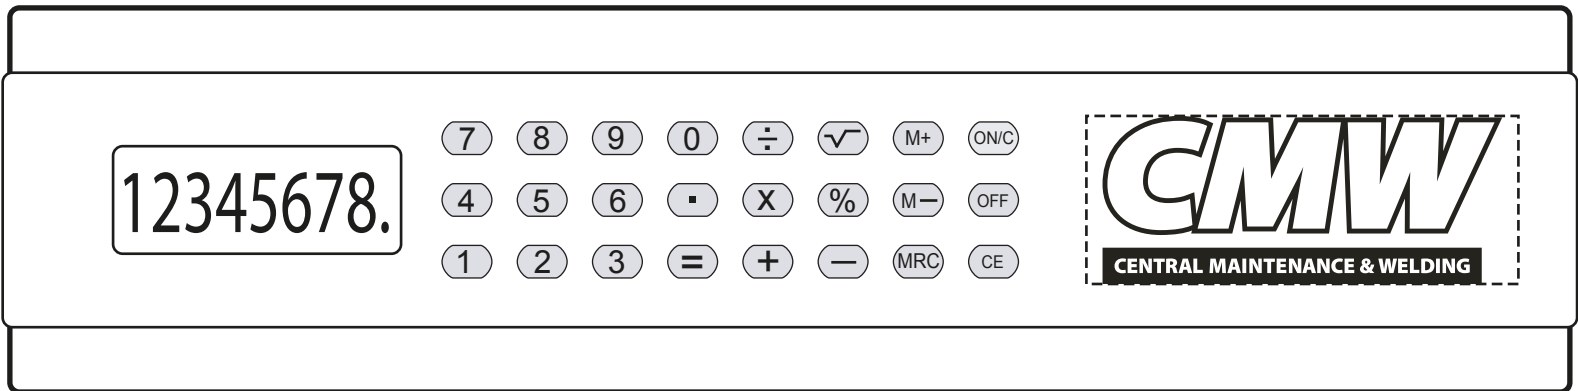 12345678.
7 8 9 0 ÷ √ M+ ON/C
4 5 6 . X % M— OFF
1 2 3 = + — MRC CE
CMW
CENTRAL MAINTENANCE & WELDING